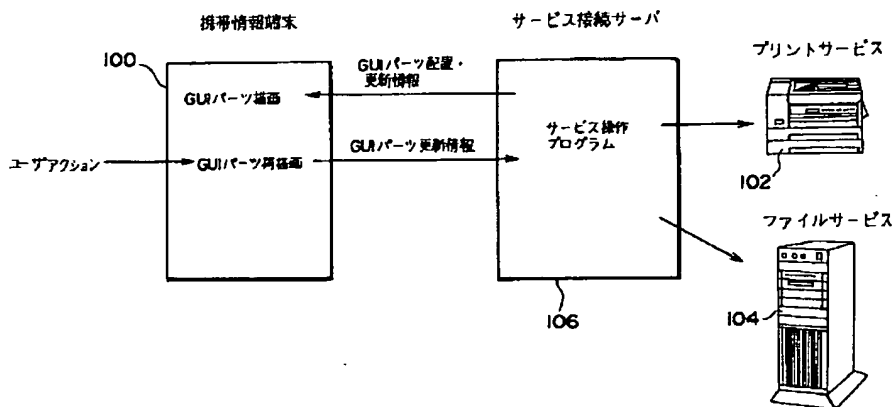 携帯情報端末
サービス接続サーバ
プリントサービス
100
GUIパーツ配置・
更新情報
GUIパーツ描画
サービス操作
プログラム
ユーザアクション
GUIパーツ再描画
GUIパーツ更新情報
102
ファイルサービス
104
106